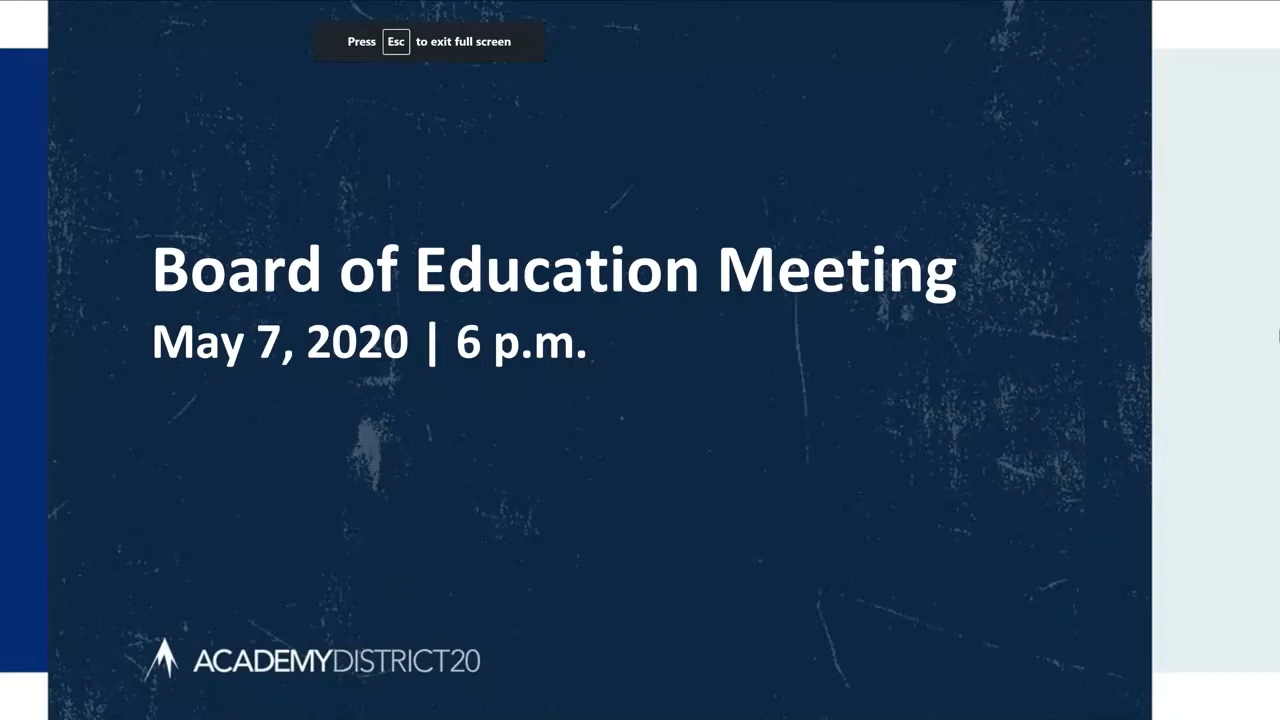 Press Esc to exit full screen
Board of Education Meeting
May 7, 2020 | 6 p.m.
ACADEMYDISTRICT20